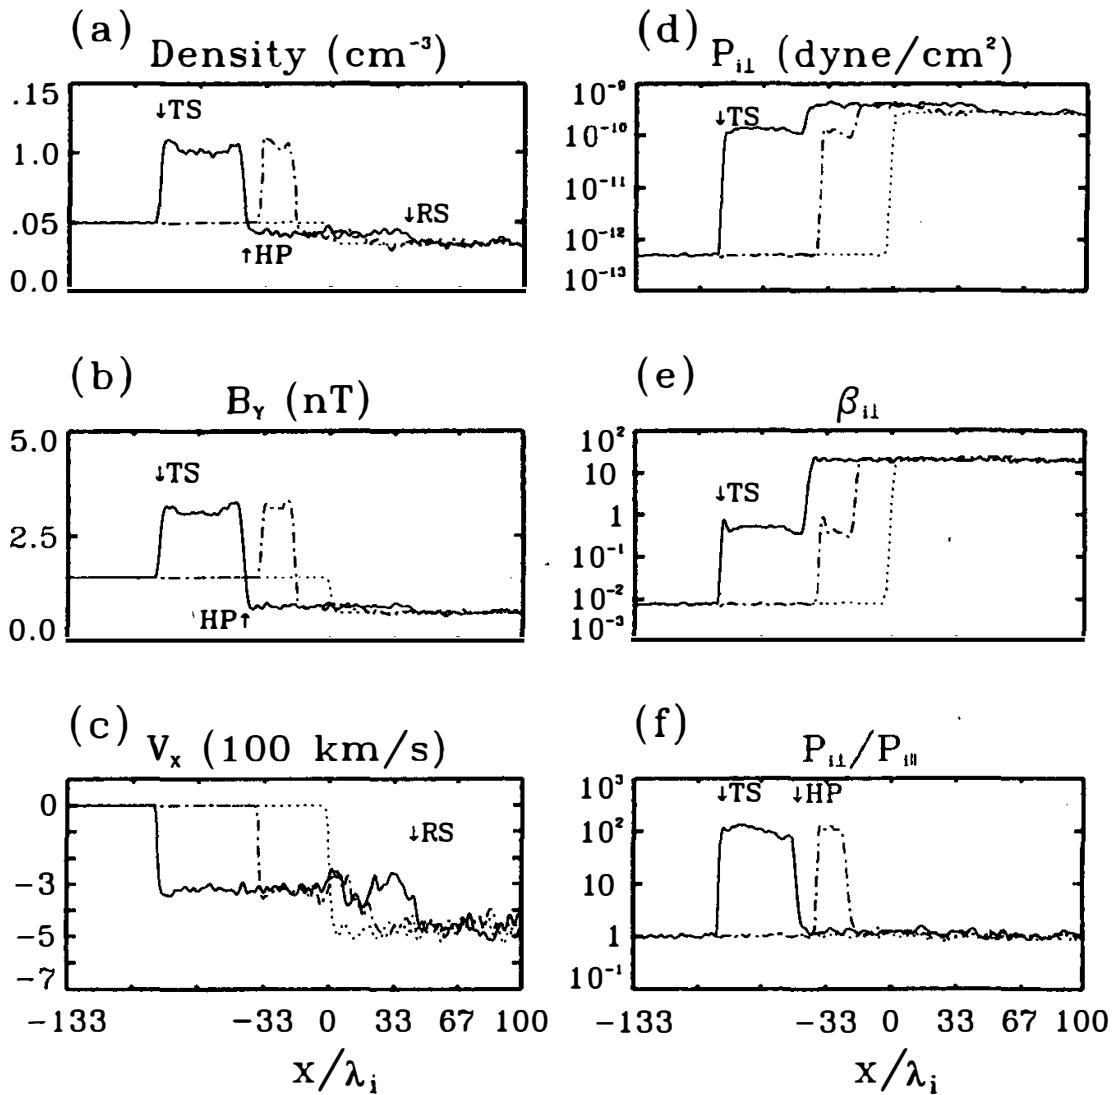 (a)
Density (cm⁻³)
.15
1.0
.05
0.0
↓TS
↑HP
↓RS
(b)
B_Y (nT)
5.0
2.5
0.0
↓TS
HP↑
(c)
V_x (100 km/s)
0
-3
-5
-7
↓RS
-133 -33 0 33 67 100
x/λ_i
(d)
P_i⊥ (dyne/cm²)
10⁻⁹
10⁻¹⁰
10⁻¹¹
10⁻¹²
10⁻¹³
↓TS
(e)
β_i⊥
10²
10
1
10⁻¹
10⁻²
10⁻³
↓TS
(f)
P_i⊥/P_i∥
10³
10²
10
1
10⁻¹
↓TS ↓HP
-133 -33 0 33 67 100
x/λ_i